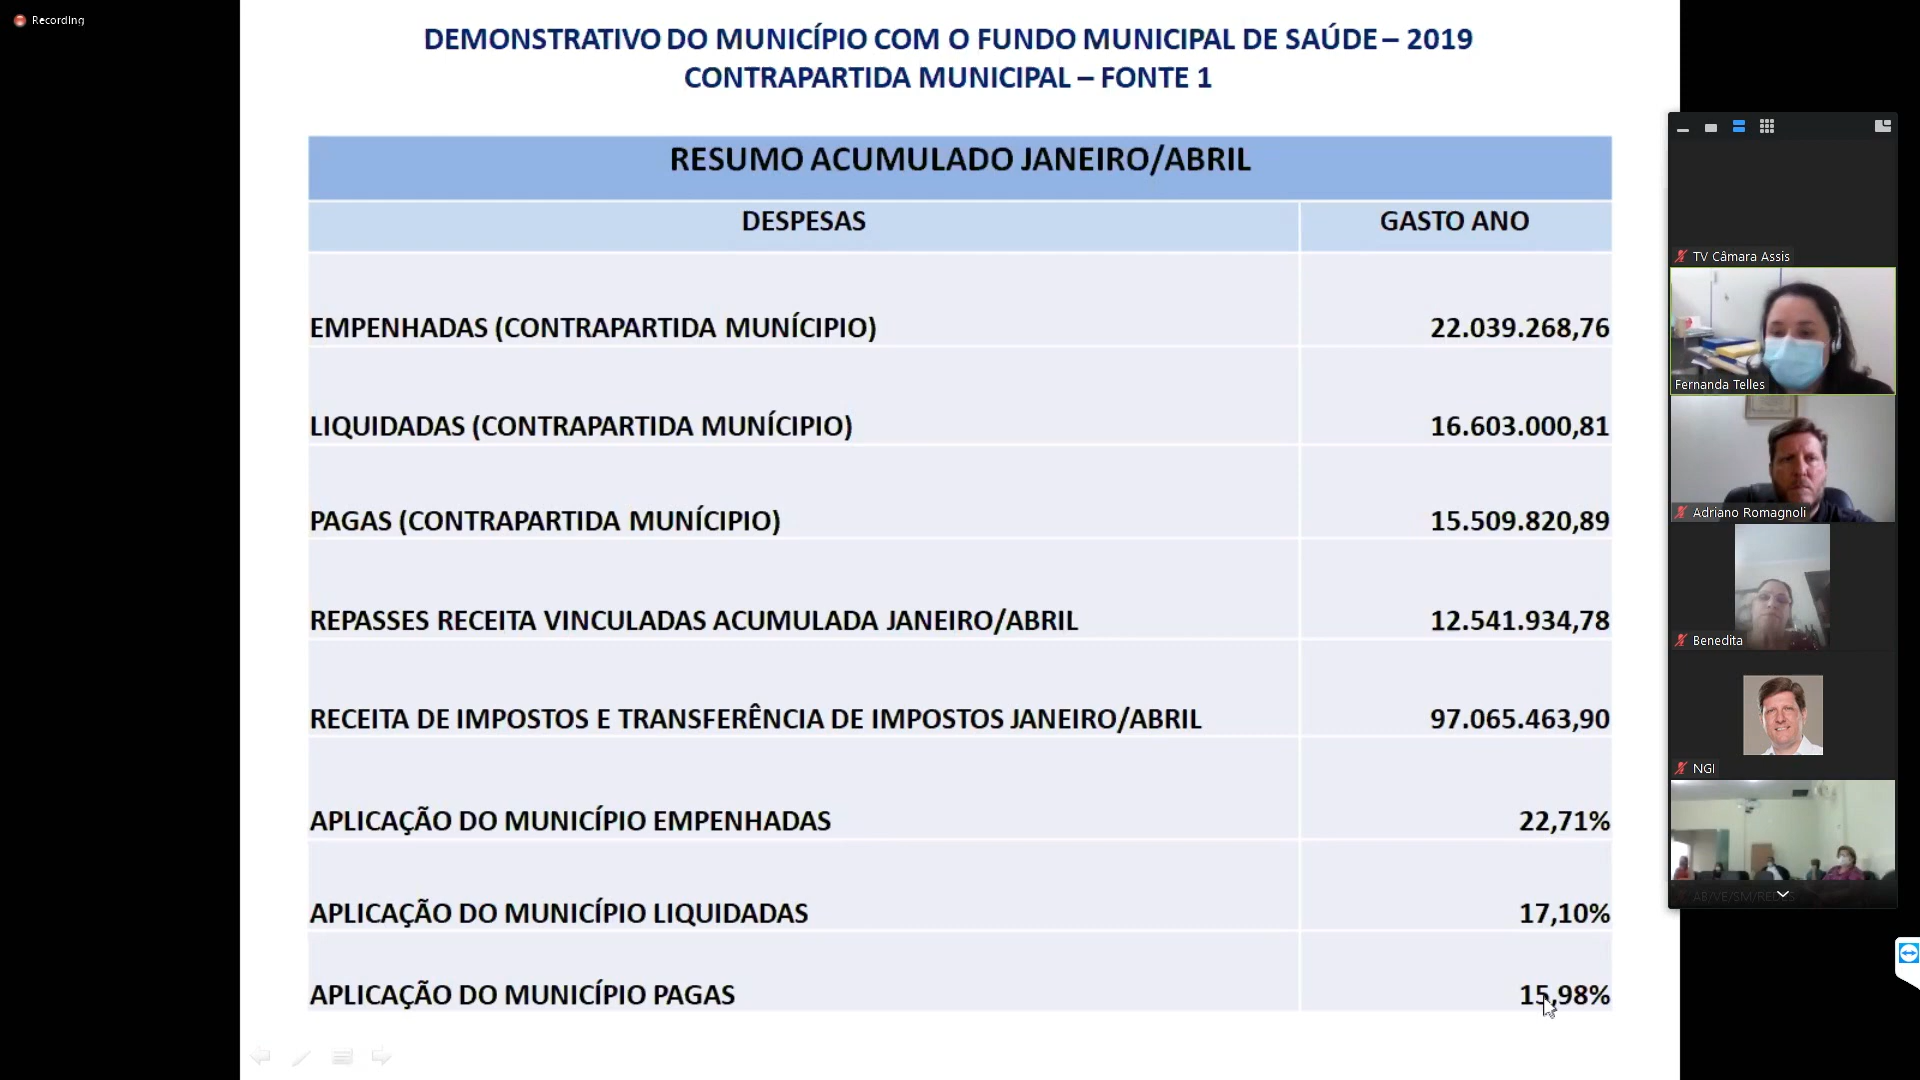 Recording
DEMONSTRATIVO DO MUNICÍPIO COM O FUNDO MUNICIPAL DE SAÚDE – 2019
CONTRAPARTIDA MUNICIPAL – FONTE 1
RESUMO ACUMULADO JANEIRO/ABRIL
DESPESAS GASTO ANO
EMPENHADAS (CONTRAPARTIDA MUNÍCIPIO) 22.039.268,76
LIQUIDADAS (CONTRAPARTIDA MUNÍCIPIO) 16.603.000,81
PAGAS (CONTRAPARTIDA MUNÍCIPIO) 15.509.820,89
REPASSES RECEITA VINCULADAS ACUMULADA JANEIRO/ABRIL 12.541.934,78
RECEITA DE IMPOSTOS E TRANSFERÊNCIA DE IMPOSTOS JANEIRO/ABRIL 97.065.463,90
APLICAÇÃO DO MUNICÍPIO EMPENHADAS 22,71%
APLICAÇÃO DO MUNICÍPIO LIQUIDADAS 17,10%
APLICAÇÃO DO MUNICÍPIO PAGAS 15,98%
TV Câmara Assis
Fernanda Telles
Adriano Romagnoli
Benedita
NGI